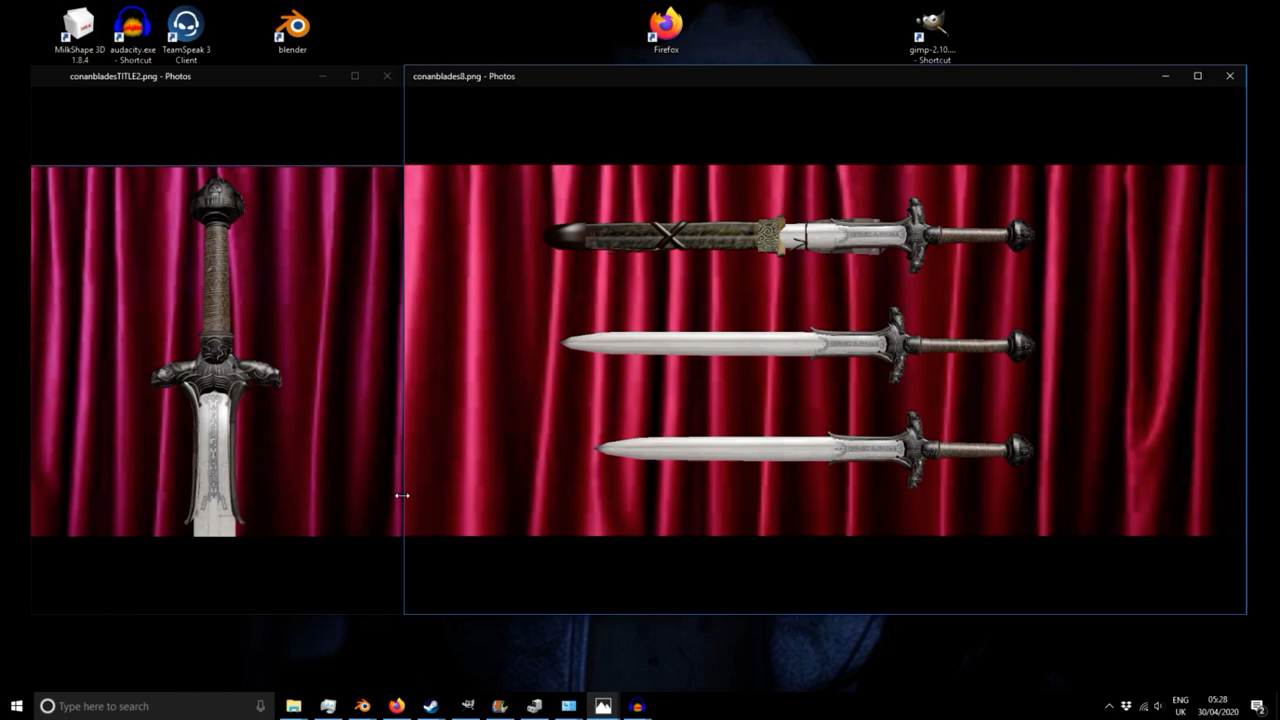 MilkShape 3D
1.8.4
audacity.exe
- Shortcut
TeamSpeak 3
Client
blender
Firefox
gimp-2.10....
- Shortcut
conanbladesTITLE2.png - Photos
conanblades8.png - Photos
Type here to search
ENG
UK
05:28
30/04/2020
2